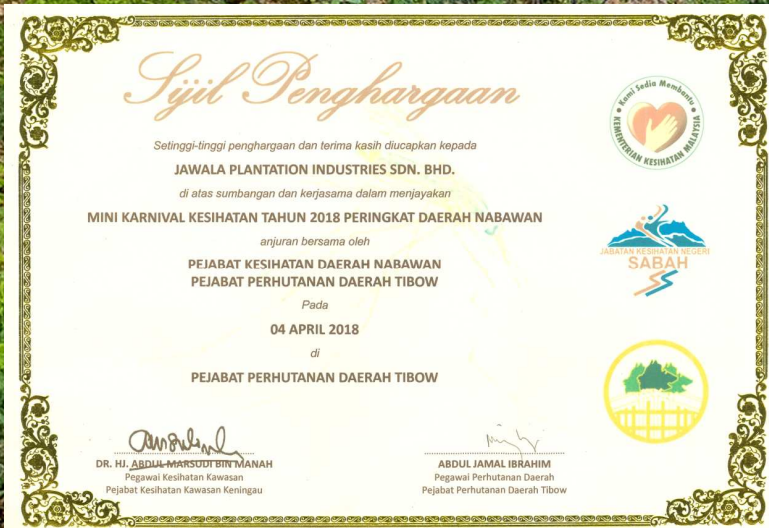 Sijil Penghargaan
Setinggi-tinggi penghargaan dan terima kasih diucapkan kepada
JAWALA PLANTATION INDUSTRIES SDN. BHD.
di atas sumbangan dan kerjasama dalam menjayakan
MINI KARNIVAL KESIHATAN TAHUN 2018 PERINGKAT DAERAH NABAWAN
anjuran bersama oleh
PEJABAT KESIHATAN DAERAH NABAWAN
PEJABAT PERHUTANAN DAERAH TIBOW
Pada
04 APRIL 2018
di
PEJABAT PERHUTANAN DAERAH TIBOW
DR. HJ. ABDUL MARSUDI BIN MANAH
Pegawai Kesihatan Kawasan
Pejabat Kesihatan Kawasan Keningau
ABDUL JAMAL IBRAHIM
Pegawai Perhutanan Daerah
Pejabat Perhutanan Daerah Tibow
Kami Sedia Membantu
KEMENTERIAN KESIHATAN MALAYSIA
JABATAN KESIHATAN NEGERI
SABAH